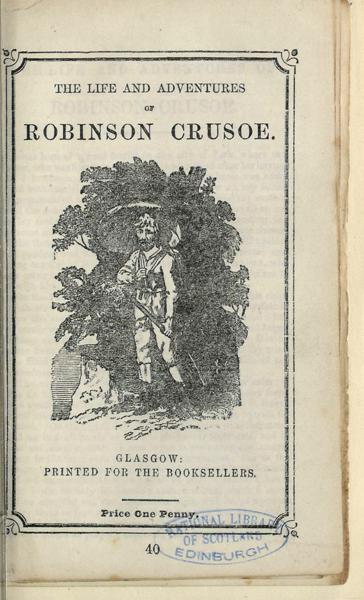 THE LIFE AND ADVENTURES
OF
ROBINSON CRUSOE.
GLASGOW:
PRINTED FOR THE BOOKSELLERS.
Price One Penny.
NATIONAL LIBRARY
OF SCOTLAND
EDINBURGH
40